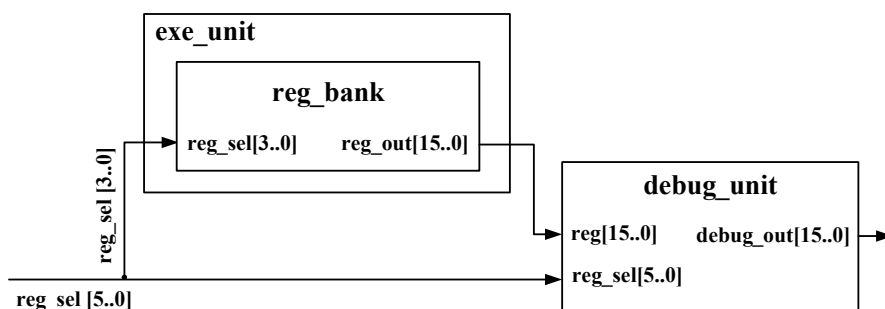 exe_unit
reg_bank
reg_sel[3..0] reg_out[15..0]
reg_sel [3..0]
debug_unit
reg[15..0] debug_out[15..0]
reg_sel[5..0]
reg_sel [5..0]